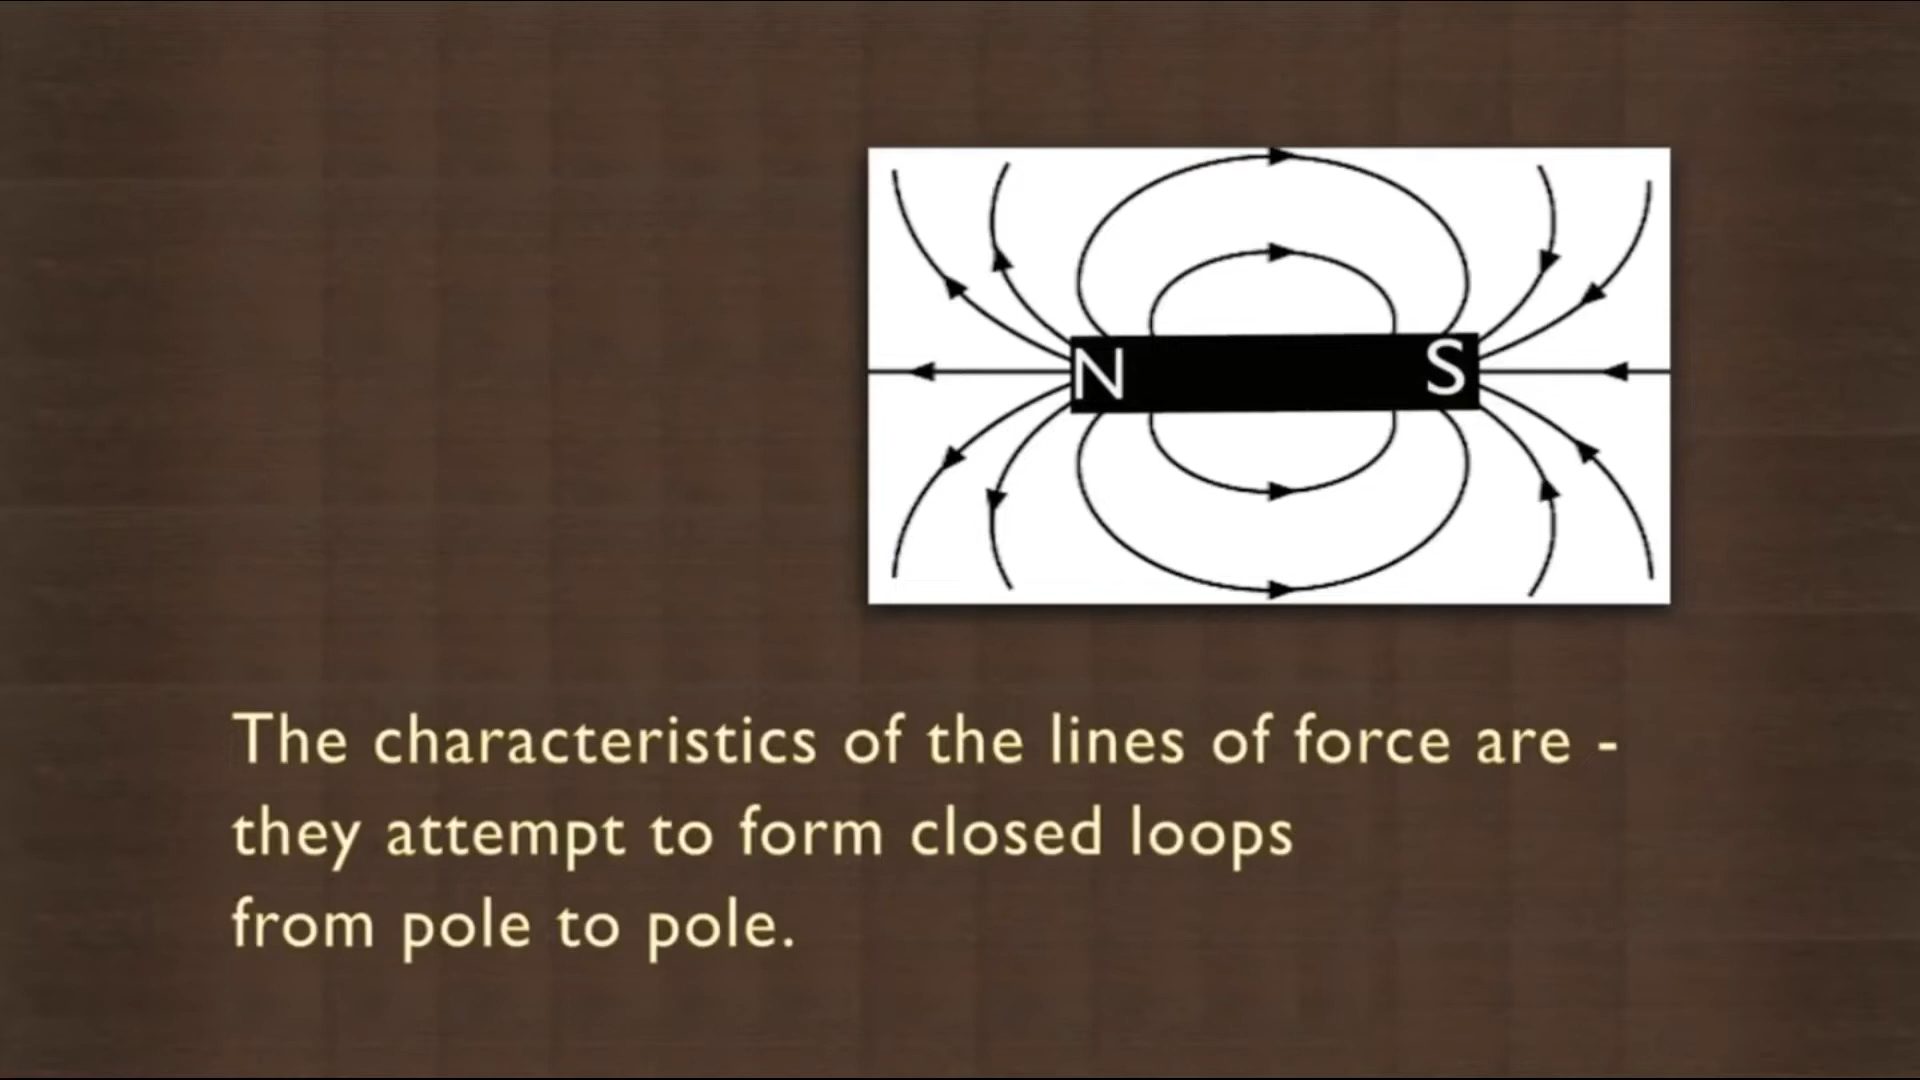 N S
The characteristics of the lines of force are -
they attempt to form closed loops
from pole to pole.